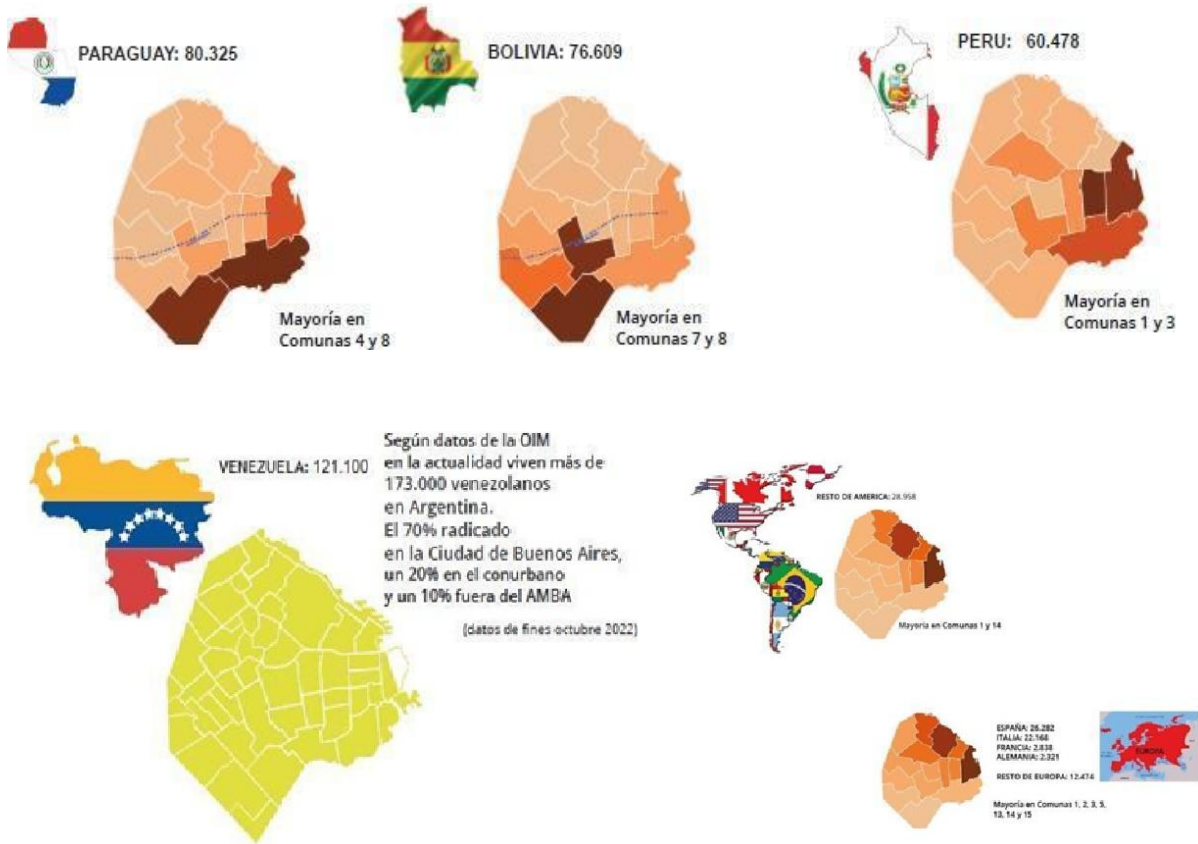 PARAGUAY: 80.325
BOLIVIA: 76.609
PERU: 60.478
Mayoría en
Comunas 4 y 8
Mayoría en
Comunas 7 y 8
Mayoría en
Comunas 1 y 3
VENEZUELA: 121.100
Según datos de la OIM
en la actualidad viven más de
173.000 venezolanos
en Argentina.
El 70% radicado
en la Ciudad de Buenos Aires,
un 20% en el conurbano
y un 10% fuera del AMBA
(datos de fines octubre 2022)
RESTO DE AMERICA: 28.958
Mayoría en Comunas 1 y 14
ESPAÑA: 26.282
ITALIA: 22.168
FRANCIA: 2.838
ALEMANIA: 2.321
RESTO DE EUROPA: 12.474
EUROPA
Mayoría en Comunas 1, 2, 3, 5,
13, 14 y 15